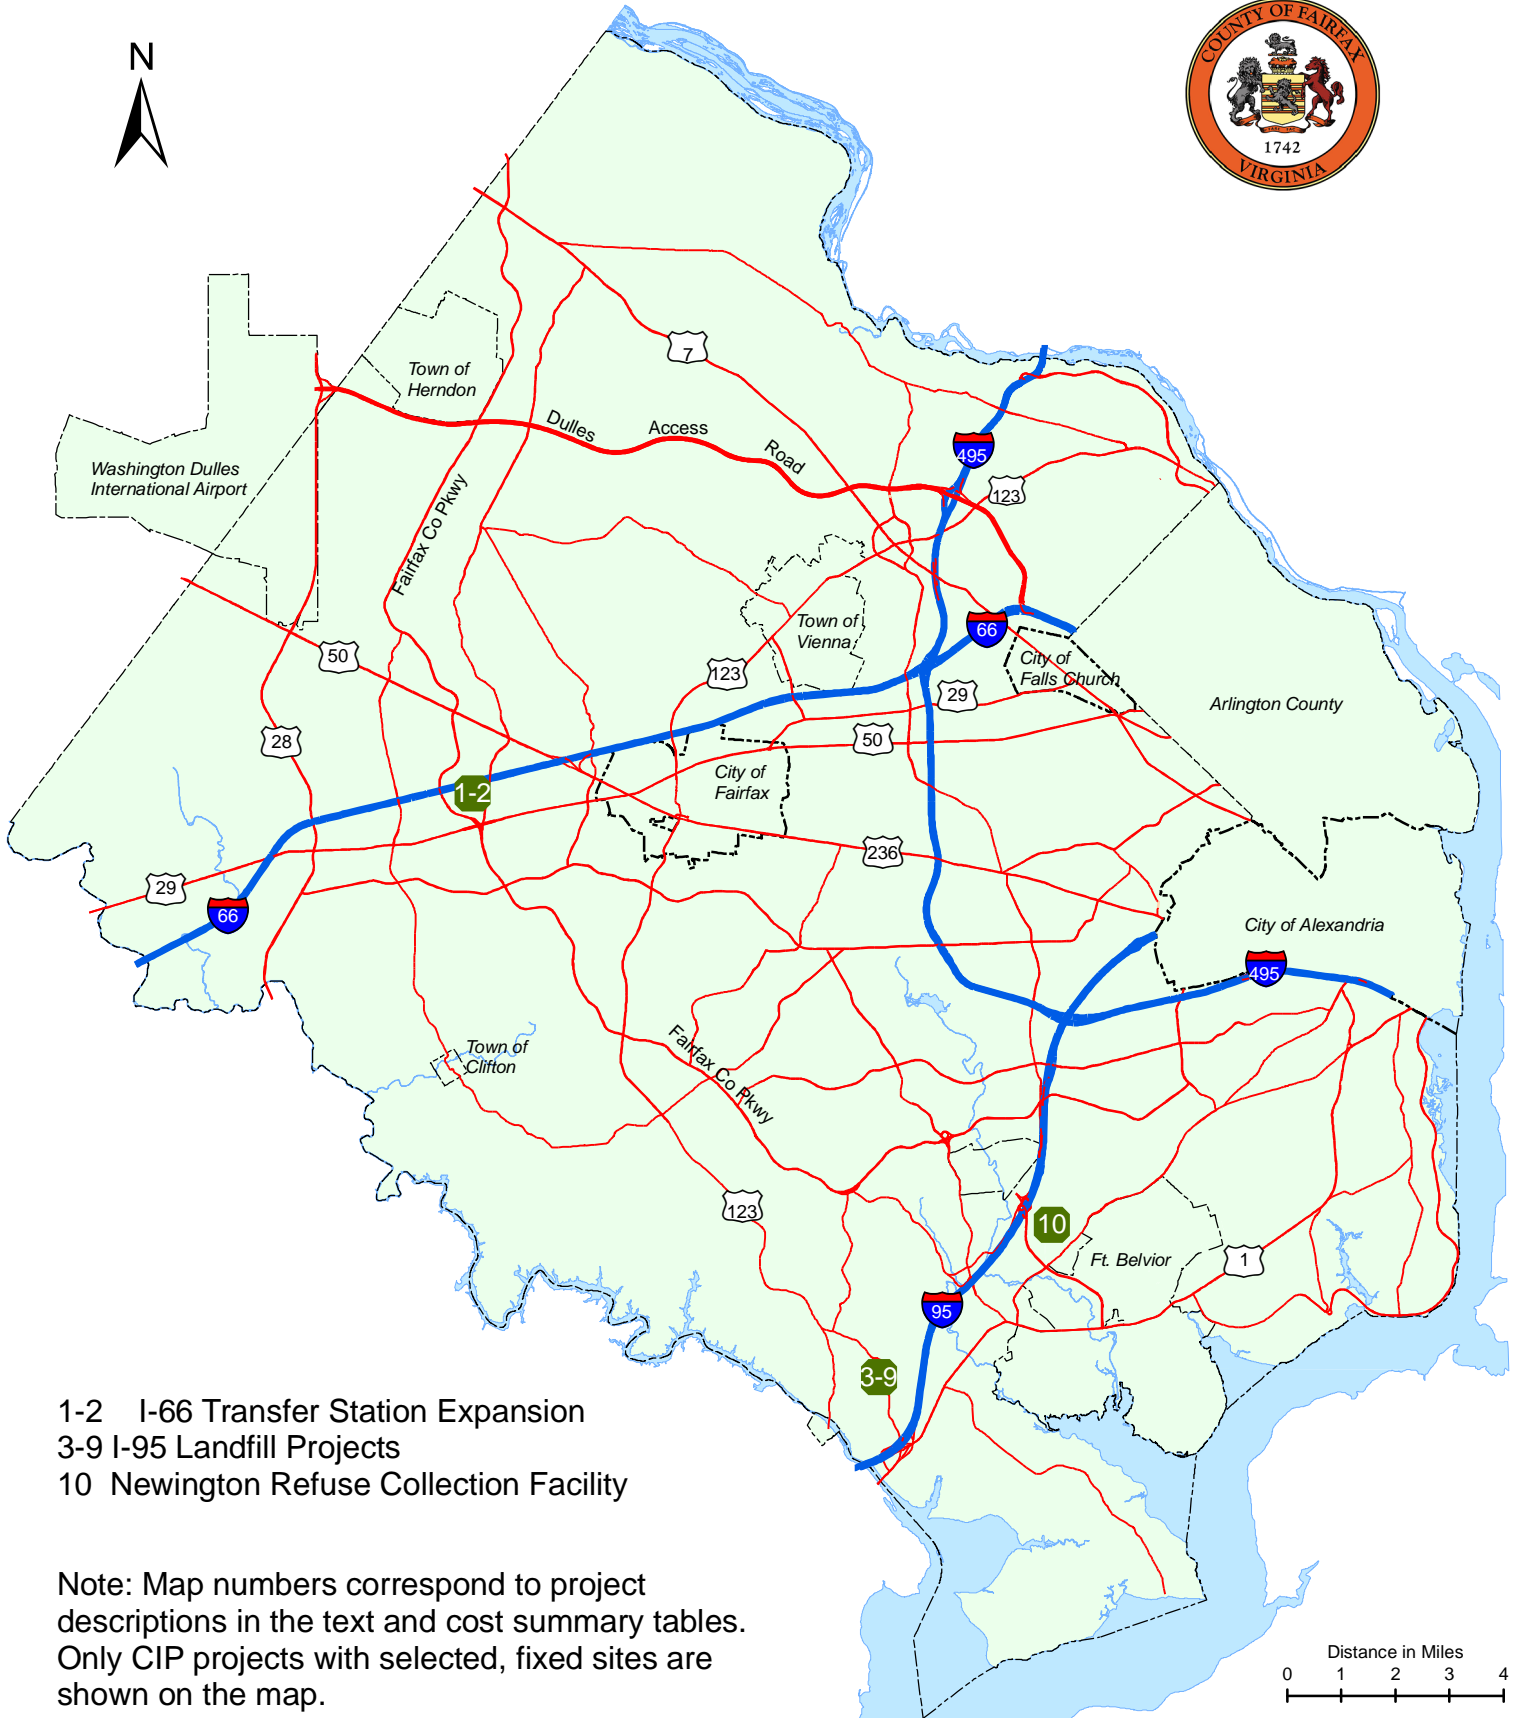 COUNTY OF FAIRFAX
1742
VIRGINIA
N
7
Town of
Herndon
Dulles
Access
Road
495
123
Washington Dulles
International Airport
Fairfax Co Pkwy
Town of
Vienna
66
50
City of
Falls Church
123
29
Arlington County
28
50
City of
Fairfax
1-2
236
29
66
City of Alexandria
495
Town of
Clifton
Fairfax Co Pkwy
123
10
Ft. Belvior
1
95
3-9
1-2 I-66 Transfer Station Expansion
3-9 I-95 Landfill Projects
10 Newington Refuse Collection Facility
Note: Map numbers correspond to project
descriptions in the text and cost summary tables.
Only CIP projects with selected, fixed sites are
shown on the map.
Distance in Miles
0 1 2 3 4